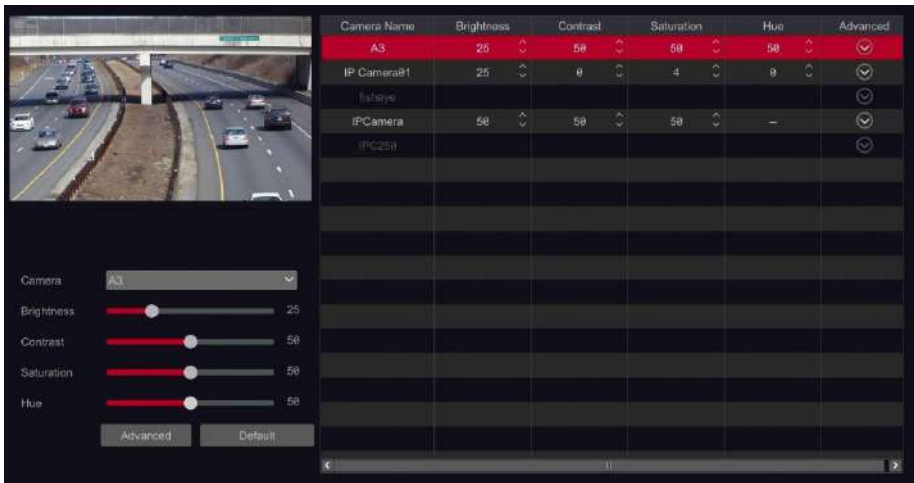 Camera Name Brightness Contrast Saturation Hue Advanced
A3 25 50 50 50
IP Camera01 25 0 4 0
fisheye
IPCamera 50 50 50 —
IPC250
Camera A3
Brightness 25
Contrast 50
Saturation 50
Hue 50
Advanced Default